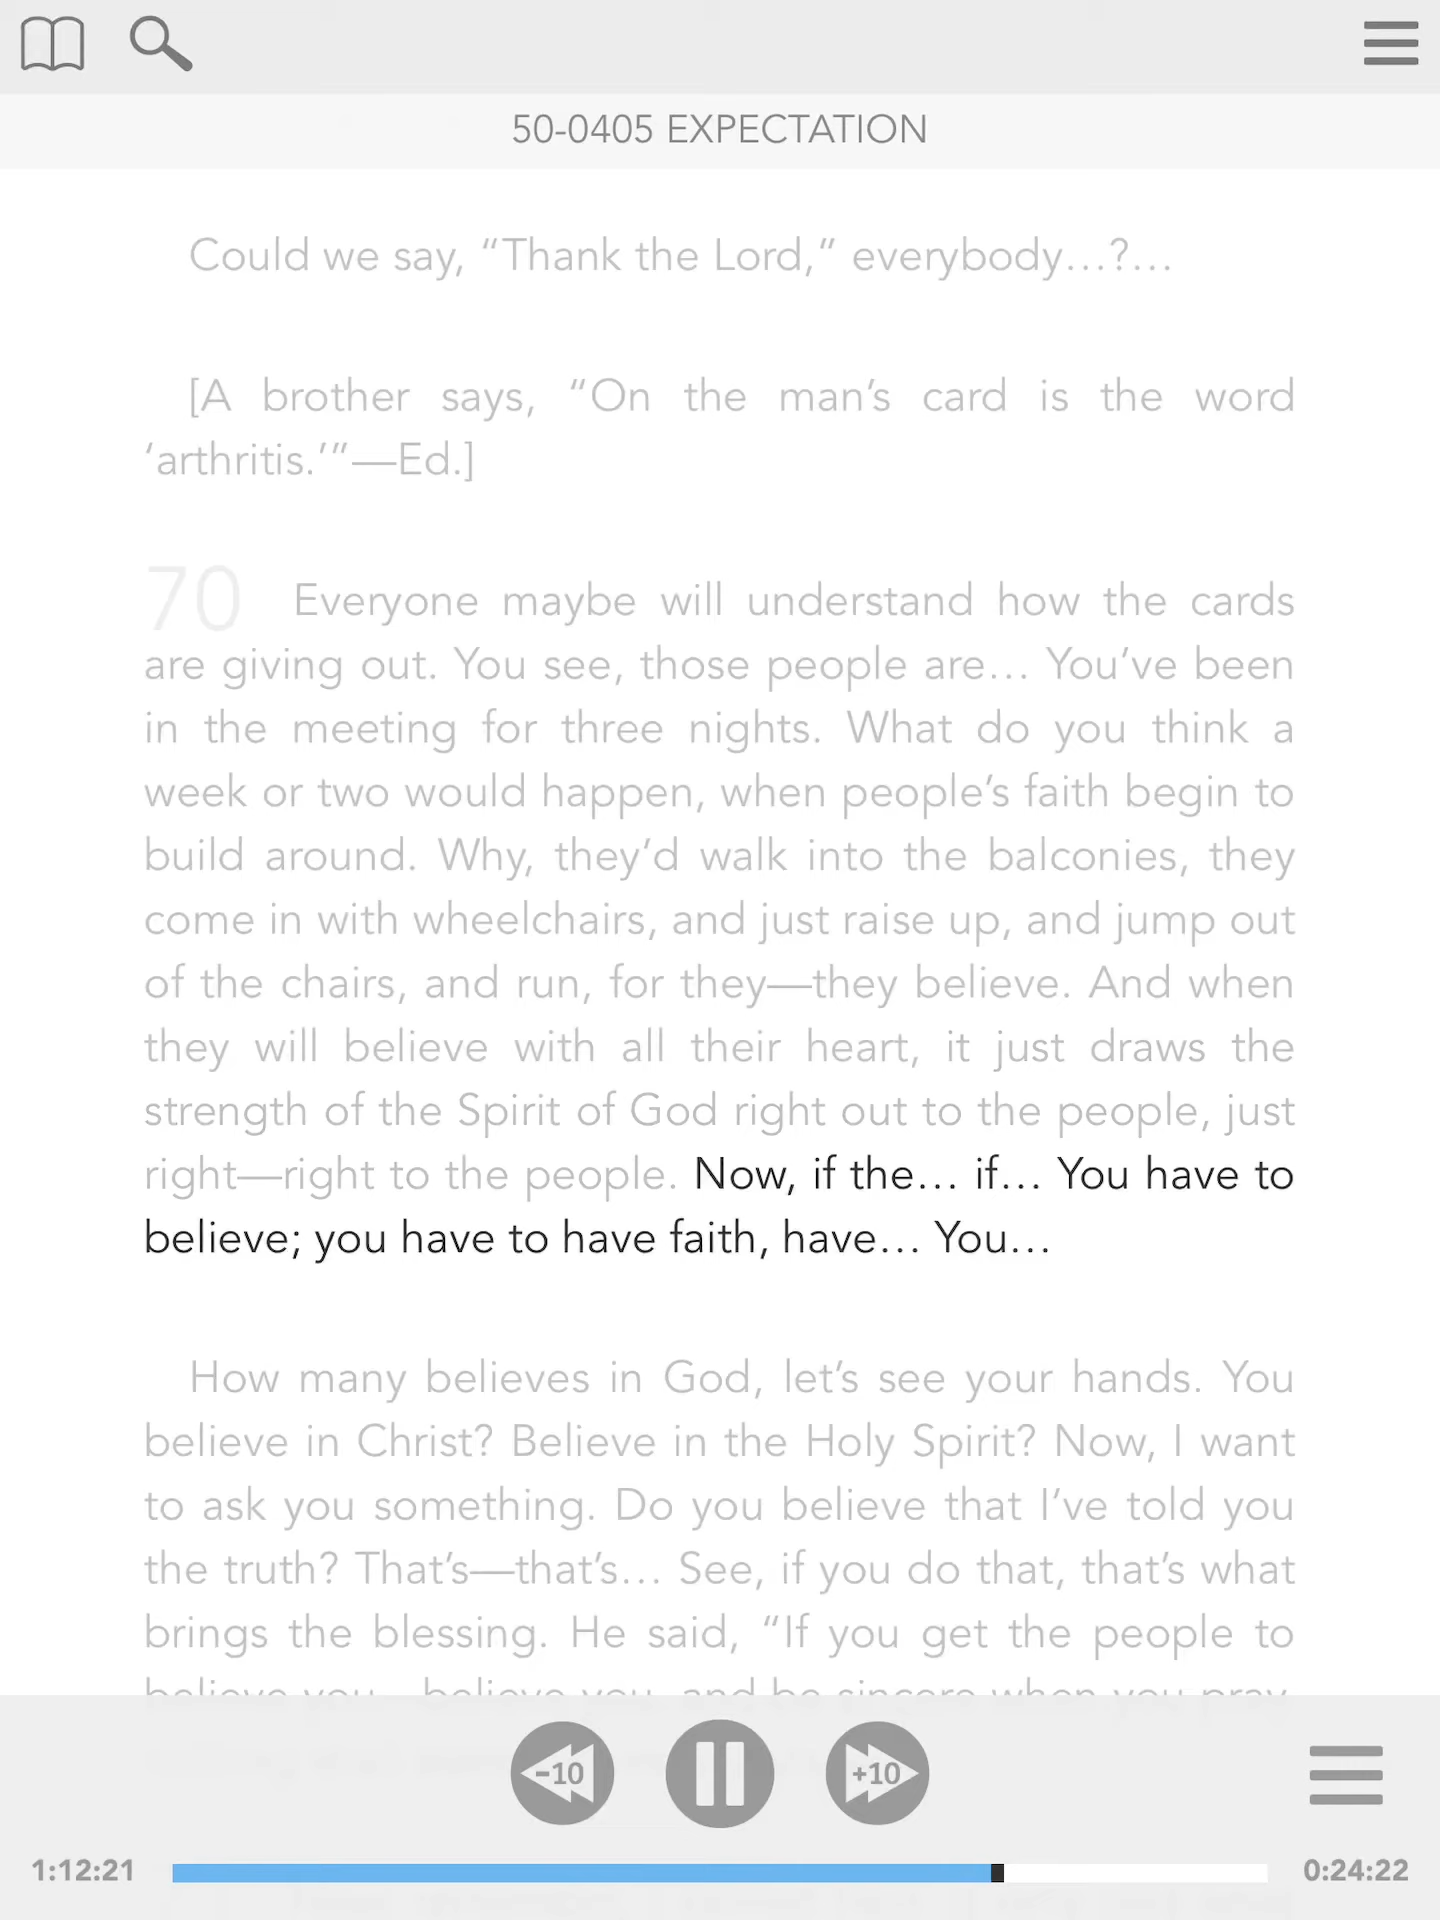 50-0405 EXPECTATION
Could we say, “Thank the Lord,” everybody…?…
[A brother says, “On the man’s card is the word
‘arthritis.’”—Ed.]
70 Everyone maybe will understand how the cards
are giving out. You see, those people are… You’ve been
in the meeting for three nights. What do you think a
week or two would happen, when people’s faith begin to
build around. Why, they’d walk into the balconies, they
come in with wheelchairs, and just raise up, and jump out
of the chairs, and run, for they—they believe. And when
they will believe with all their heart, it just draws the
strength of the Spirit of God right out to the people, just
right—right to the people. Now, if the… if… You have to
believe; you have to have faith, have… You…
How many believes in God, let’s see your hands. You
believe in Christ? Believe in the Holy Spirit? Now, I want
to ask you something. Do you believe that I’ve told you
the truth? That’s—that’s… See, if you do that, that’s what
brings the blessing. He said, “If you get the people to
believe you—believe you, and be sincere when you pray,
-10 +10
1:12:21 0:24:22